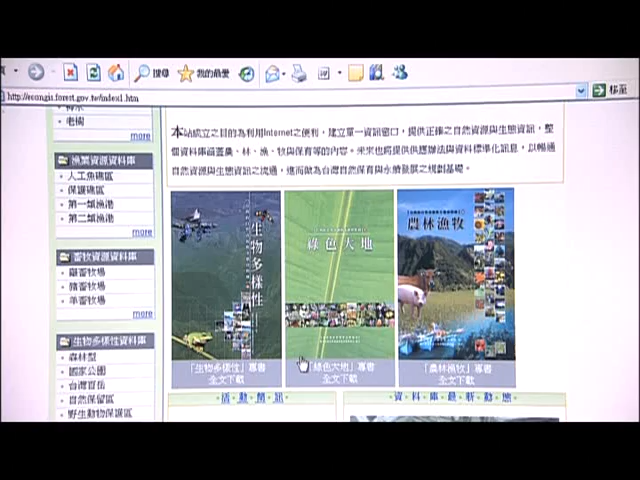 搜尋
我的最愛
移至
http://econgis.forest.gov.tw/index1.htm
老樹
more
漁業資源資料庫
人工魚礁區
保護礁區
第一類漁港
第二類漁港
more
畜牧資源資料庫
豬畜牧場
羊畜牧場
more
生物多樣性資料庫
森林型
國家公園
台灣百岳
自然保留區
野生動物保護區
本站成立之目的為利用Internet之便利,建立單一資訊窗口,提供正確之自然資源與生態資訊,整
個資料庫涵蓋農、林、漁、牧與保育等的內容。未來也將提供供應辦法與資料標準化訊息,以暢通
自然資源與生態資訊之流通,進而做為台灣自然保育與永續發展之規劃基礎。
生物多樣性
綠色大地
農林漁牧
「生物多樣性」專書
全文下載
「綠色大地」專書
全文下載
「農林漁牧」專書
全文下載
活動簡訊
資料庫最新動態